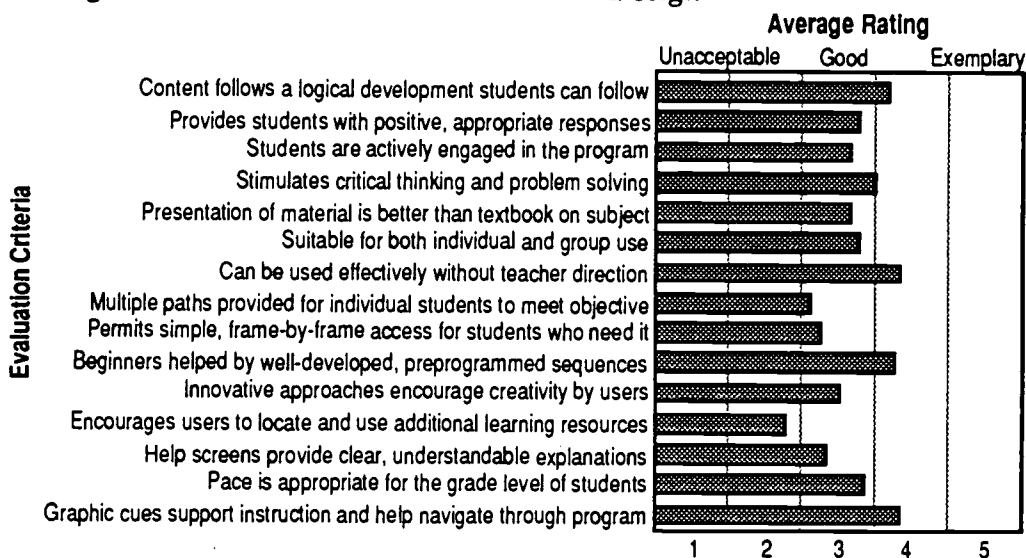 Average Rating
Unacceptable Good Exemplary
Evaluation Criteria
Content follows a logical development students can follow
Provides students with positive, appropriate responses
Students are actively engaged in the program
Stimulates critical thinking and problem solving
Presentation of material is better than textbook on subject
Suitable for both individual and group use
Can be used effectively without teacher direction
Multiple paths provided for individual students to meet objective
Permits simple, frame-by-frame access for students who need it
Beginners helped by well-developed, preprogrammed sequences
Innovative approaches encourage creativity by users
Encourages users to locate and use additional learning resources
Help screens provide clear, understandable explanations
Pace is appropriate for the grade level of students
Graphic cues support instruction and help navigate through program
1 2 3 4 5